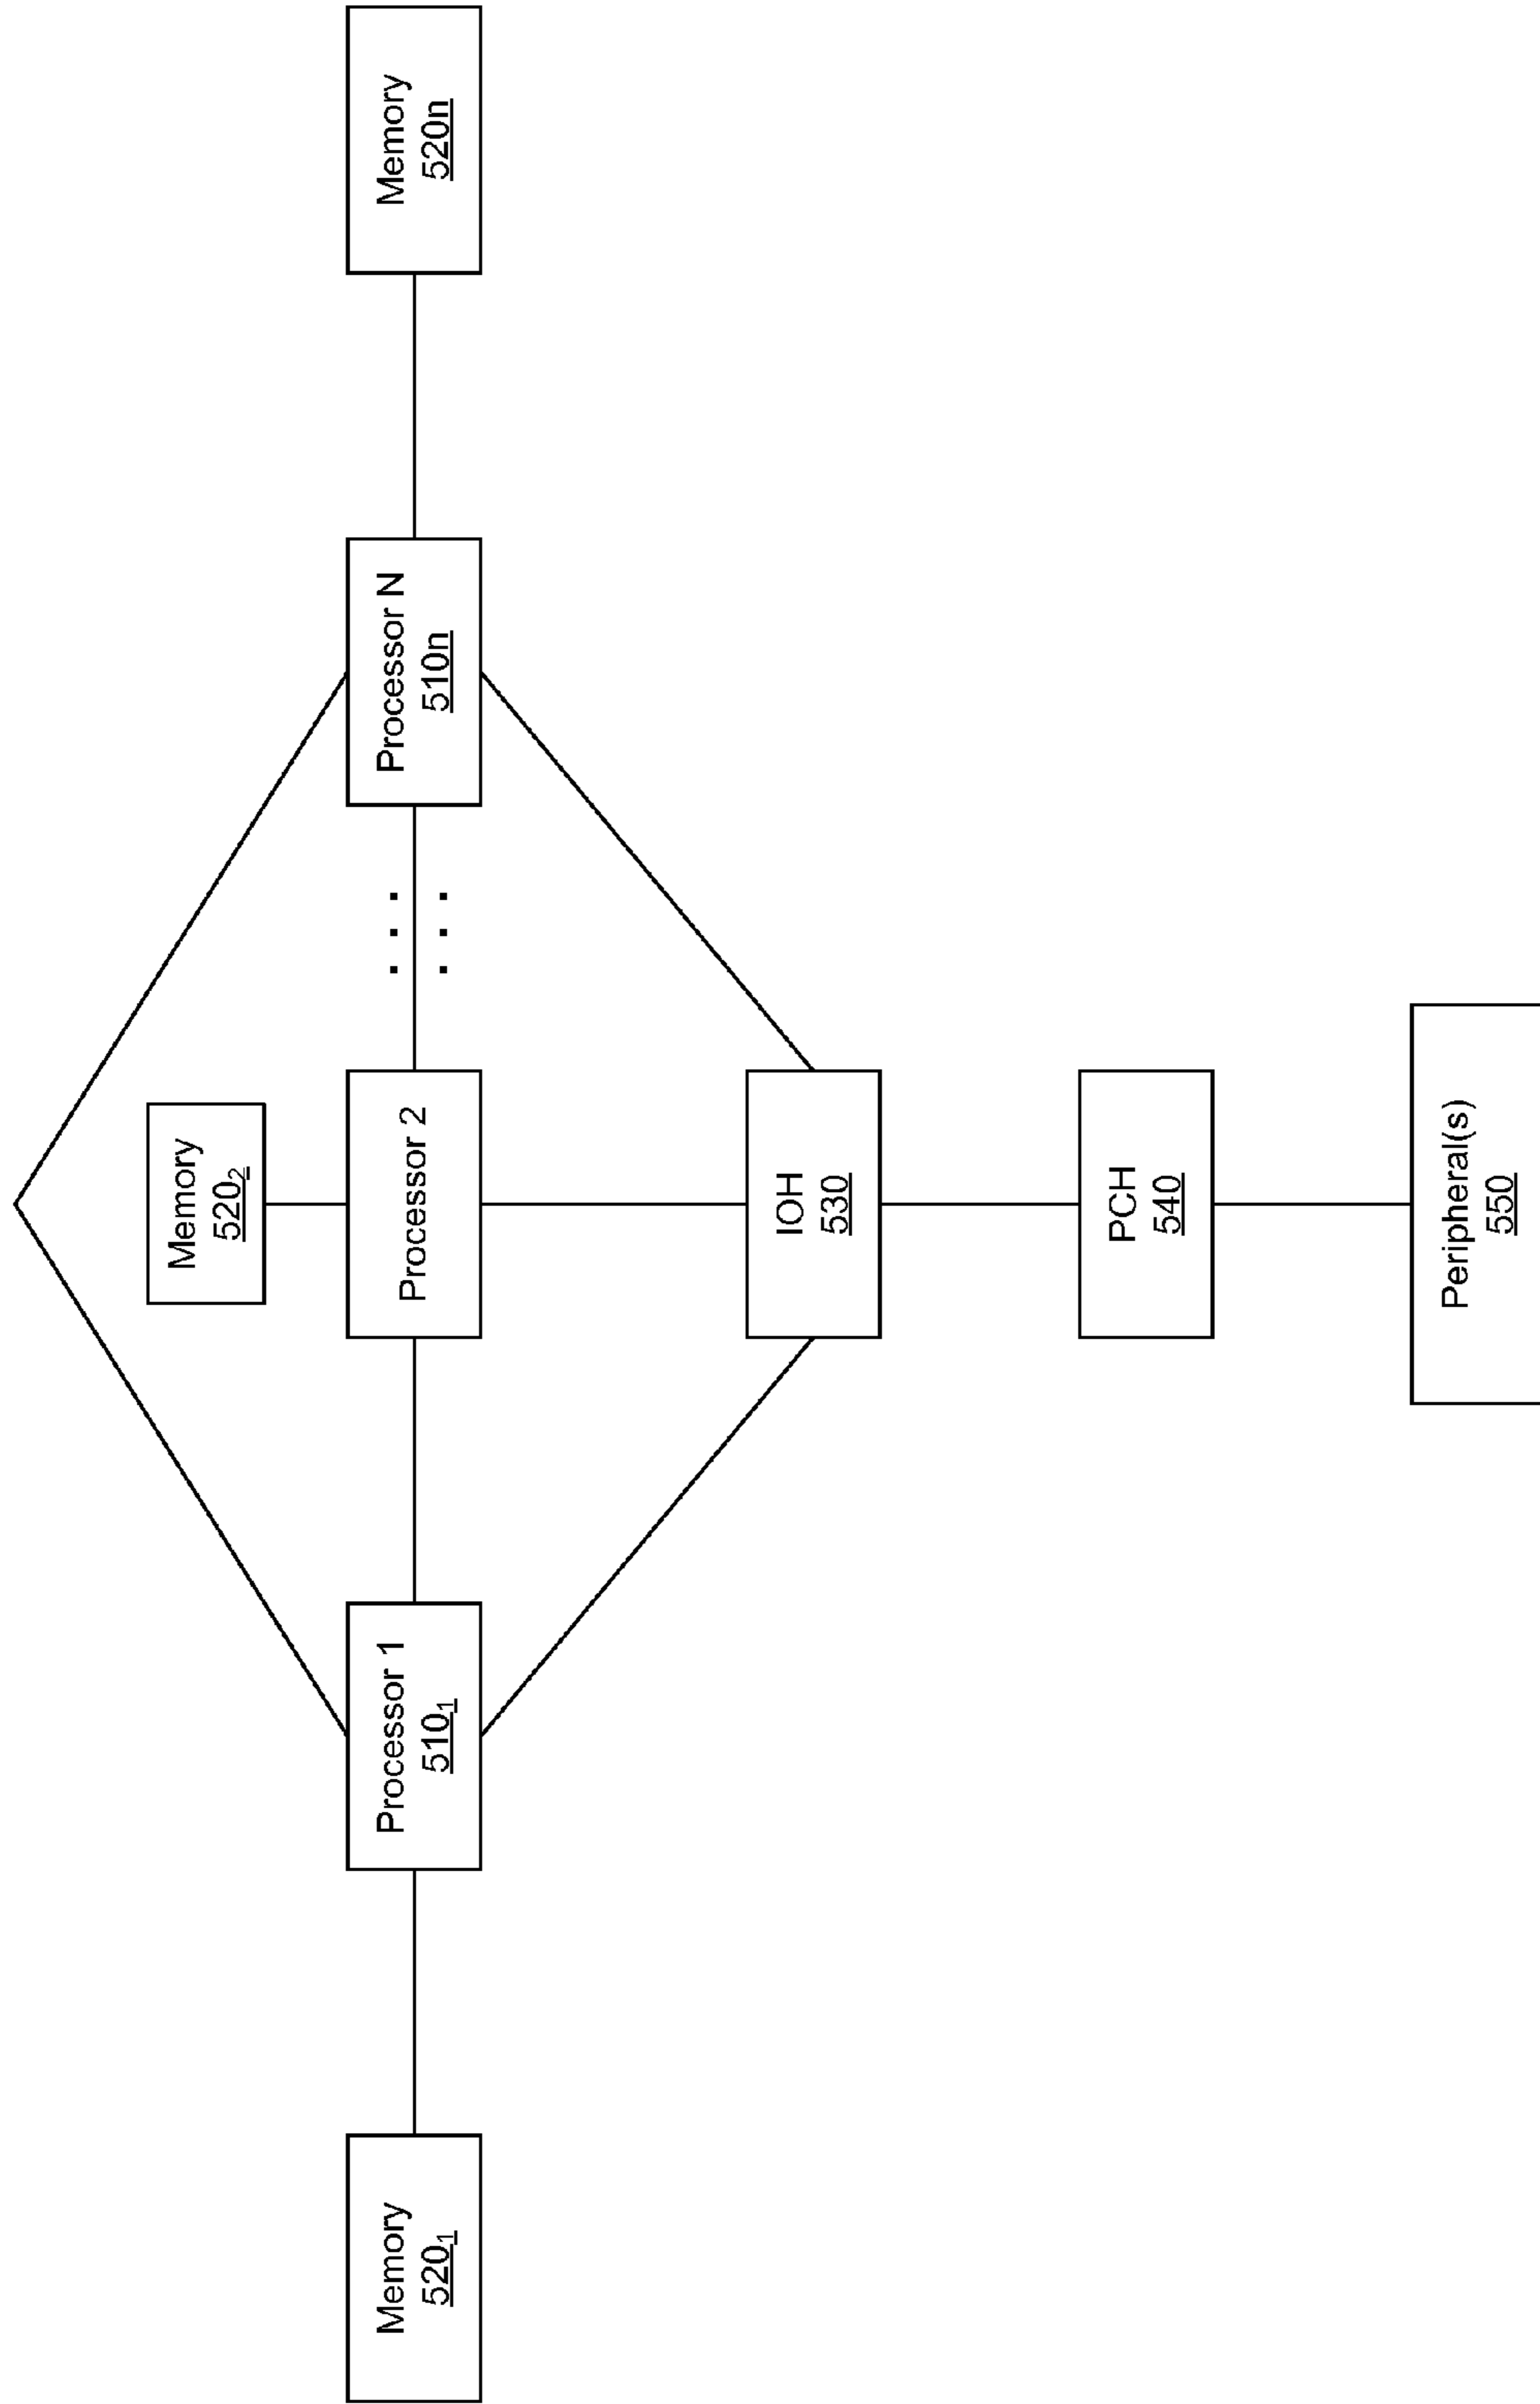 Memory
520₂
Memory
520₁
Processor 1
510₁
Processor 2
. . .
. . .
Processor N
510n
Memory
520n
IOH
530
PCH
540
Peripheral(s)
550